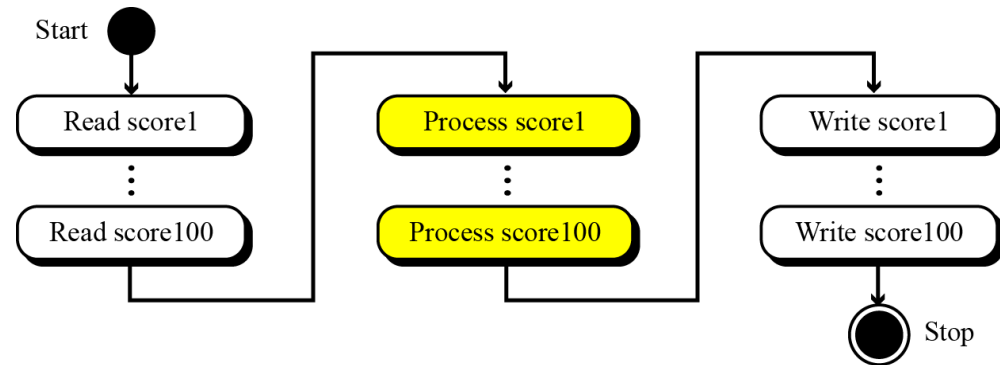 Start
Read score1
Read score100
Process score1
Process score100
Write score1
Write score100
Stop